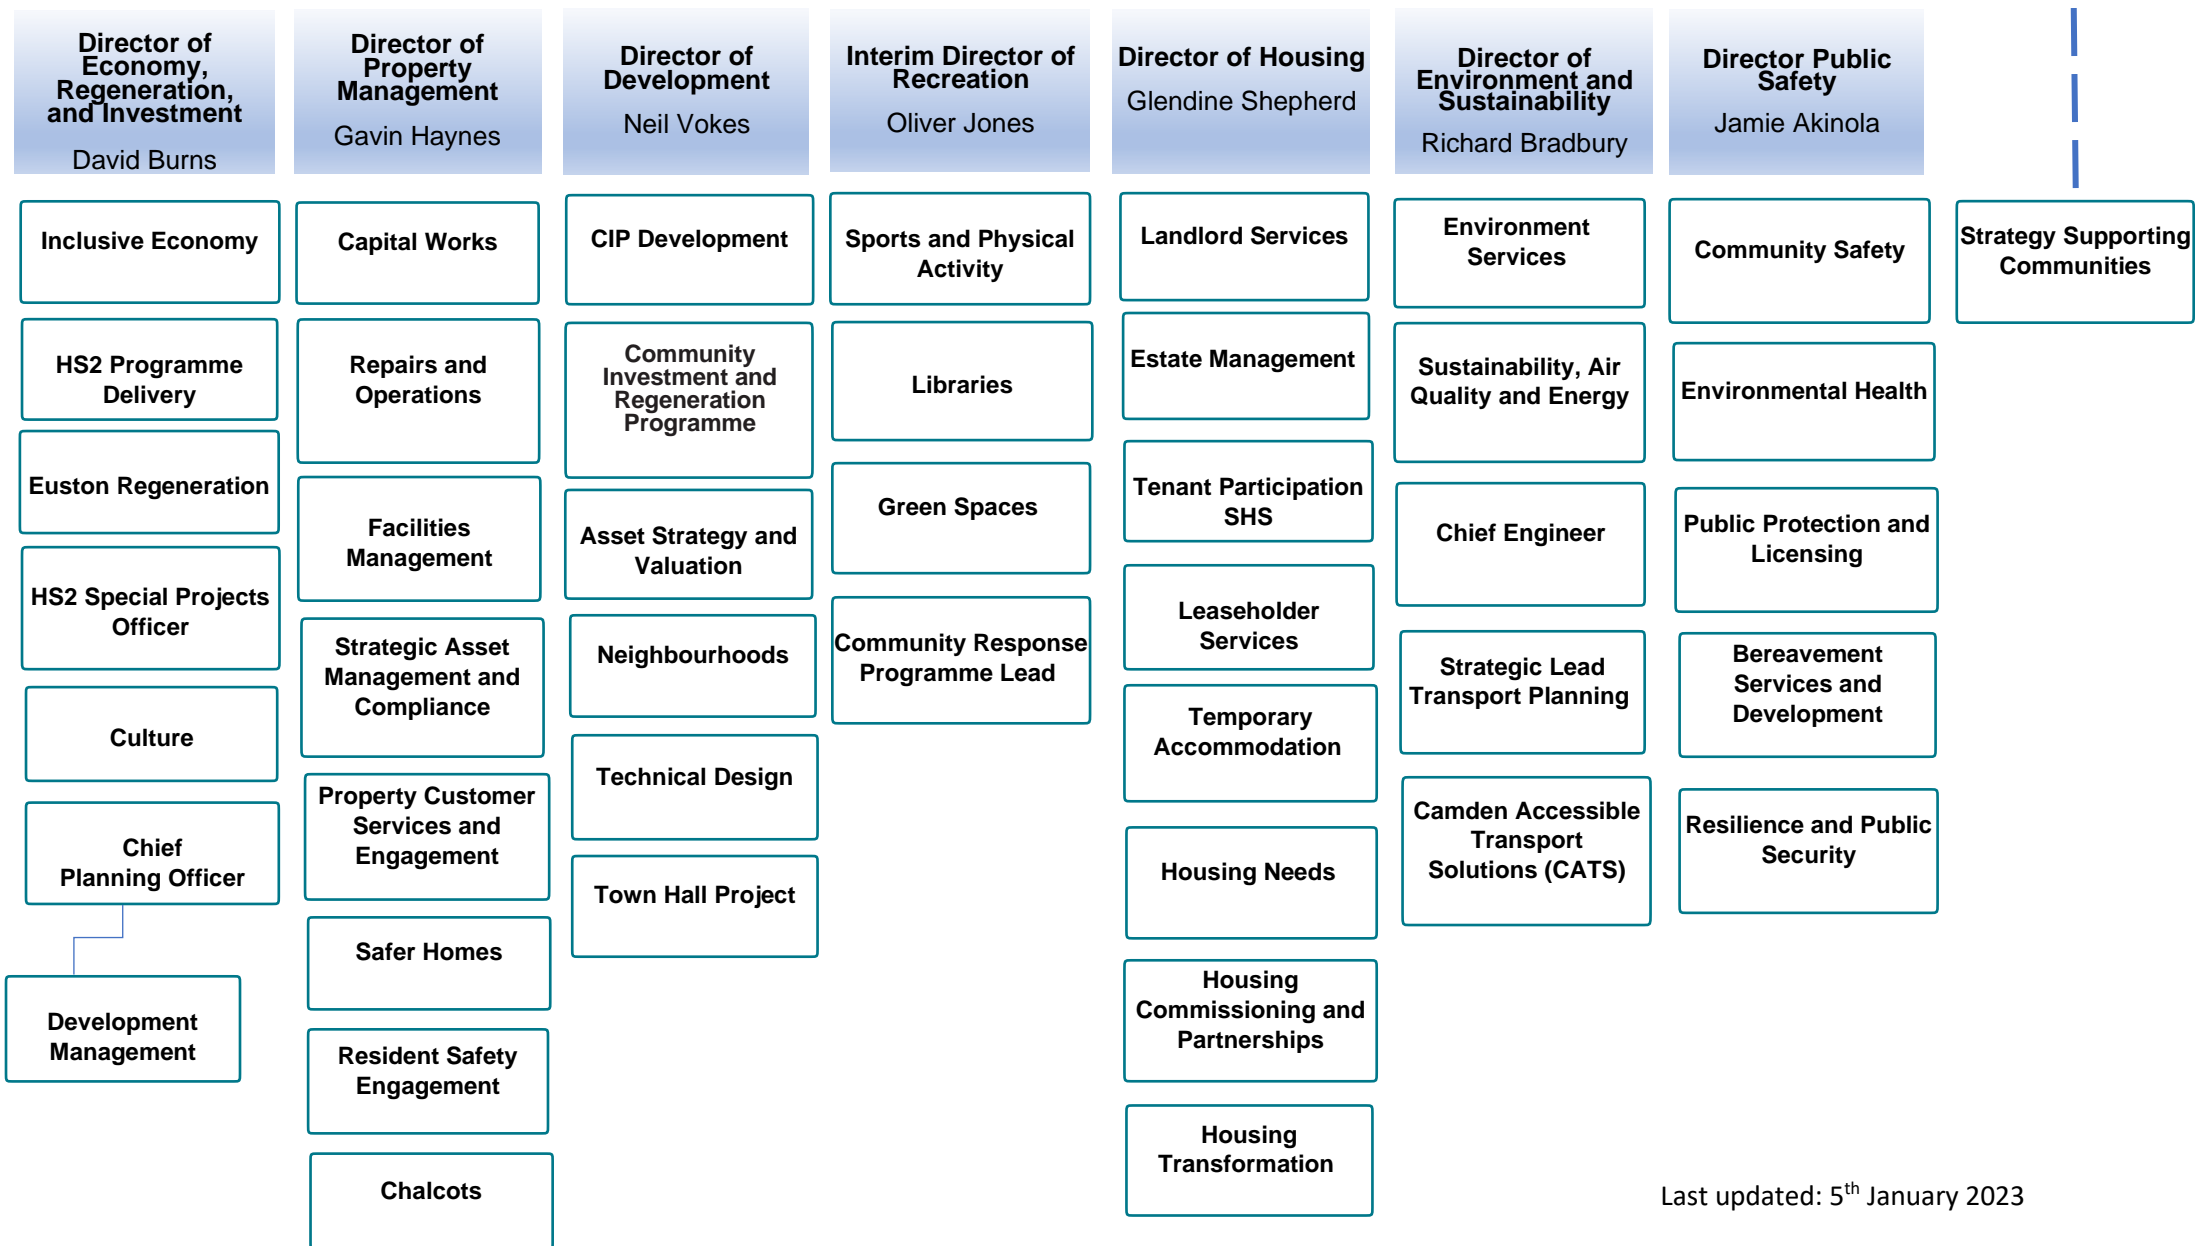 Director of
Economy,
Regeneration,
and Investment
David Burns
Inclusive Economy
HS2 Programme
Delivery
Euston Regeneration
HS2 Special Projects
Officer
Culture
Chief
Planning Officer
Development
Management
Director of
Property
Management
Gavin Haynes
Capital Works
Repairs and
Operations
Facilities
Management
Strategic Asset
Management and
Compliance
Property Customer
Services and
Engagement
Safer Homes
Resident Safety
Engagement
Chalcots
Director of
Development
Neil Vokes
CIP Development
Community
Investment and
Regeneration
Programme
Asset Strategy and
Valuation
Neighbourhoods
Technical Design
Town Hall Project
Interim Director of
Recreation
Oliver Jones
Sports and Physical
Activity
Libraries
Green Spaces
Community Response
Programme Lead
Director of Housing
Glendine Shepherd
Landlord Services
Estate Management
Tenant Participation
SHS
Leaseholder
Services
Temporary
Accommodation
Housing Needs
Housing
Commissioning and
Partnerships
Housing
Transformation
Director of
Environment and
Sustainability
Richard Bradbury
Environment
Services
Sustainability, Air
Quality and Energy
Chief Engineer
Strategic Lead
Transport Planning
Camden Accessible
Transport
Solutions (CATS)
Director Public
Safety
Jamie Akinola
Community Safety
Environmental Health
Public Protection and
Licensing
Bereavement
Services and
Development
Resilience and Public
Security
Strategy Supporting
Communities
Last updated: 5th January 2023